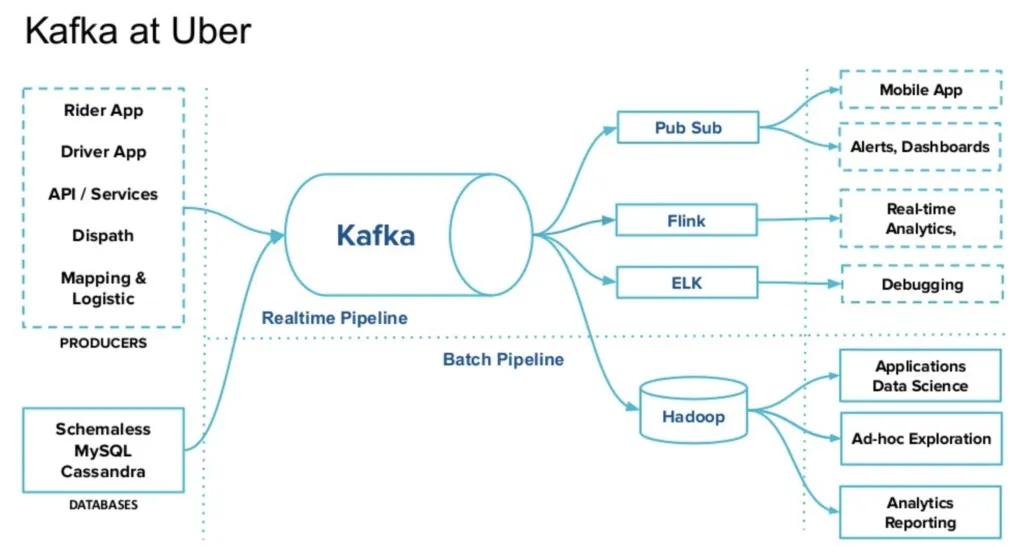 Kafka at Uber
Rider App
Driver App
API / Services
Dispath
Mapping &
Logistic
PRODUCERS
Schemaless
MySQL
Cassandra
DATABASES
Kafka
Realtime Pipeline
Batch Pipeline
Pub Sub
Flink
ELK
Hadoop
Mobile App
Alerts, Dashboards
Real-time
Analytics,
Debugging
Applications
Data Science
Ad-hoc Exploration
Analytics
Reporting